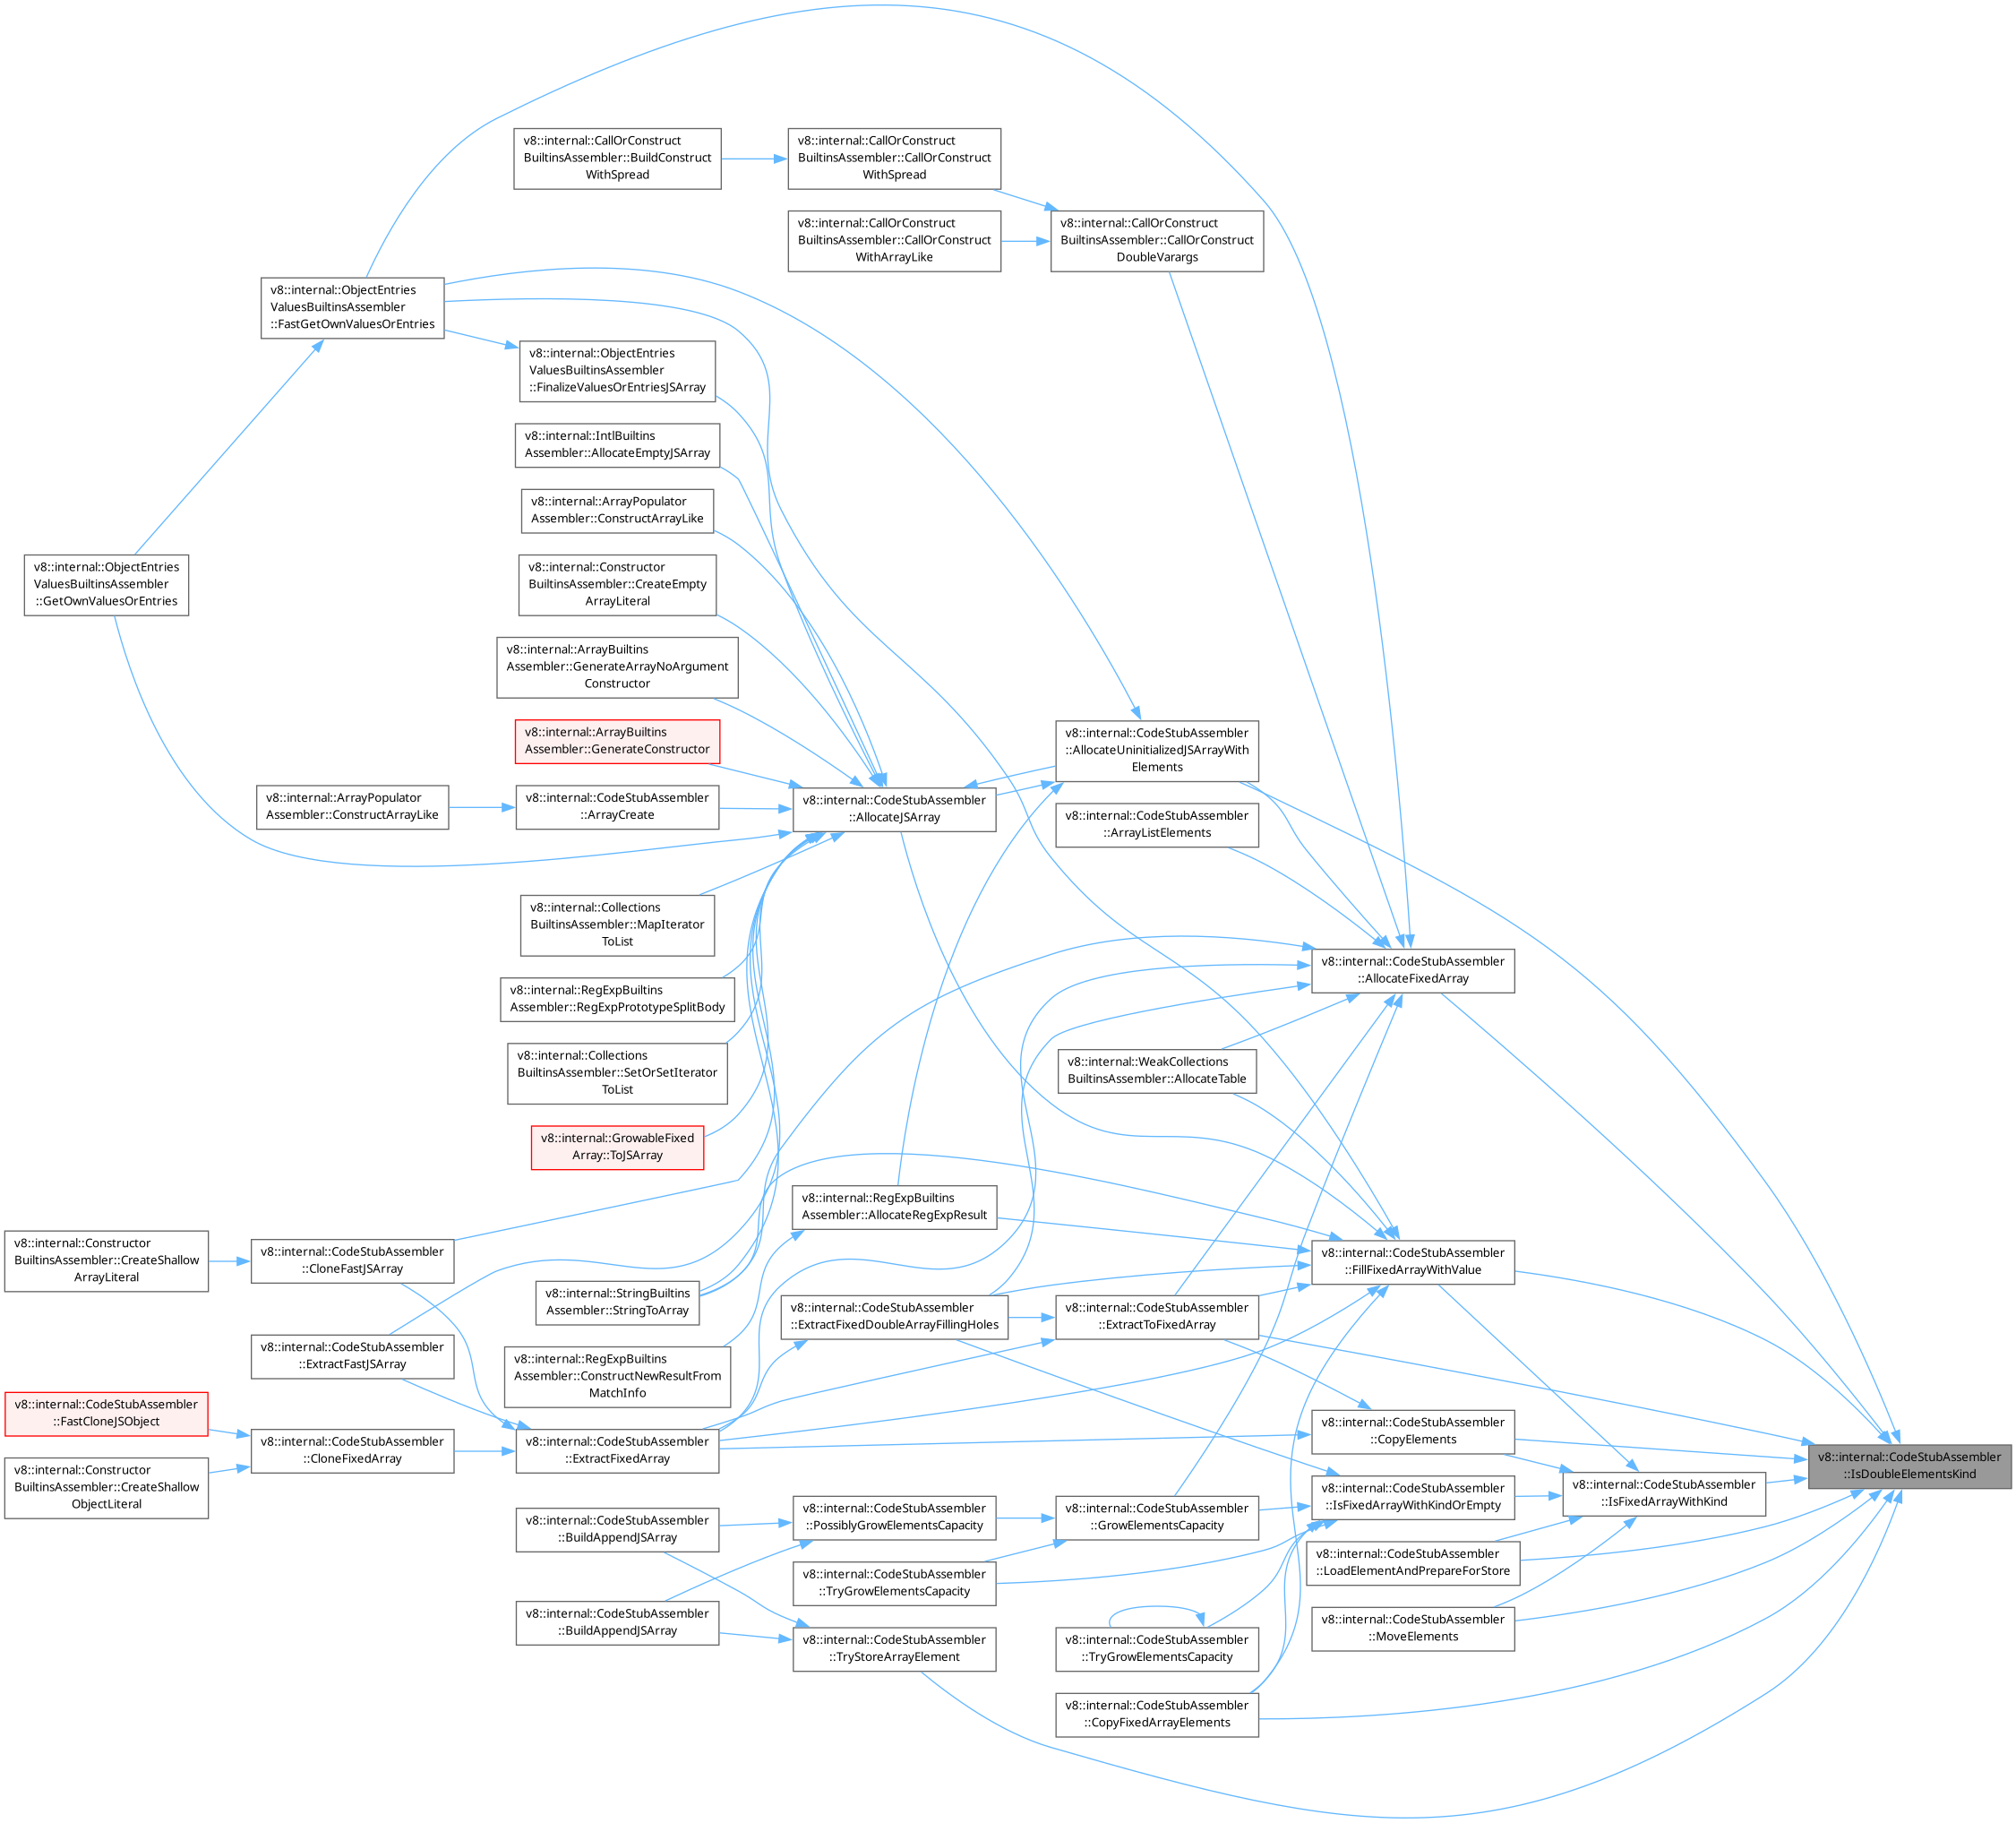 v8::internal::CallOrConstruct
BuiltinsAssembler::BuildConstruct
WithSpread
v8::internal::CallOrConstruct
BuiltinsAssembler::CallOrConstruct
WithSpread
v8::internal::CallOrConstruct
BuiltinsAssembler::CallOrConstruct
WithArrayLike
v8::internal::CallOrConstruct
BuiltinsAssembler::CallOrConstruct
DoubleVarargs
v8::internal::ObjectEntries
ValuesBuiltinsAssembler
::FastGetOwnValuesOrEntries
v8::internal::ObjectEntries
ValuesBuiltinsAssembler
::FinalizeValuesOrEntriesJSArray
v8::internal::IntlBuiltins
Assembler::AllocateEmptyJSArray
v8::internal::ArrayPopulator
Assembler::ConstructArrayLike
v8::internal::ObjectEntries
ValuesBuiltinsAssembler
::GetOwnValuesOrEntries
v8::internal::Constructor
BuiltinsAssembler::CreateEmpty
ArrayLiteral
v8::internal::ArrayBuiltins
Assembler::GenerateArrayNoArgument
Constructor
v8::internal::ArrayBuiltins
Assembler::GenerateConstructor
v8::internal::CodeStubAssembler
::AllocateUninitializedJSArrayWith
Elements
v8::internal::ArrayPopulator
Assembler::ConstructArrayLike
v8::internal::CodeStubAssembler
::ArrayCreate
v8::internal::CodeStubAssembler
::AllocateJSArray
v8::internal::CodeStubAssembler
::ArrayListElements
v8::internal::Collections
BuiltinsAssembler::MapIterator
ToList
v8::internal::RegExpBuiltins
Assembler::RegExpPrototypeSplitBody
v8::internal::CodeStubAssembler
::AllocateFixedArray
v8::internal::Collections
BuiltinsAssembler::SetOrSetIterator
ToList
v8::internal::WeakCollections
BuiltinsAssembler::AllocateTable
v8::internal::GrowableFixed
Array::ToJSArray
v8::internal::RegExpBuiltins
Assembler::AllocateRegExpResult
v8::internal::Constructor
BuiltinsAssembler::CreateShallow
ArrayLiteral
v8::internal::CodeStubAssembler
::CloneFastJSArray
v8::internal::CodeStubAssembler
::FillFixedArrayWithValue
v8::internal::StringBuiltins
Assembler::StringToArray
v8::internal::CodeStubAssembler
::ExtractFixedDoubleArrayFillingHoles
v8::internal::CodeStubAssembler
::ExtractToFixedArray
v8::internal::CodeStubAssembler
::ExtractFastJSArray
v8::internal::RegExpBuiltins
Assembler::ConstructNewResultFrom
MatchInfo
v8::internal::CodeStubAssembler
::FastCloneJSObject
v8::internal::CodeStubAssembler
::CloneFixedArray
v8::internal::CodeStubAssembler
::ExtractFixedArray
v8::internal::CodeStubAssembler
::CopyElements
v8::internal::CodeStubAssembler
::IsDoubleElementsKind
v8::internal::Constructor
BuiltinsAssembler::CreateShallow
ObjectLiteral
v8::internal::CodeStubAssembler
::IsFixedArrayWithKindOrEmpty
v8::internal::CodeStubAssembler
::IsFixedArrayWithKind
v8::internal::CodeStubAssembler
::BuildAppendJSArray
v8::internal::CodeStubAssembler
::PossiblyGrowElementsCapacity
v8::internal::CodeStubAssembler
::GrowElementsCapacity
v8::internal::CodeStubAssembler
::LoadElementAndPrepareForStore
v8::internal::CodeStubAssembler
::TryGrowElementsCapacity
v8::internal::CodeStubAssembler
::BuildAppendJSArray
v8::internal::CodeStubAssembler
::MoveElements
v8::internal::CodeStubAssembler
::TryStoreArrayElement
v8::internal::CodeStubAssembler
::TryGrowElementsCapacity
v8::internal::CodeStubAssembler
::CopyFixedArrayElements